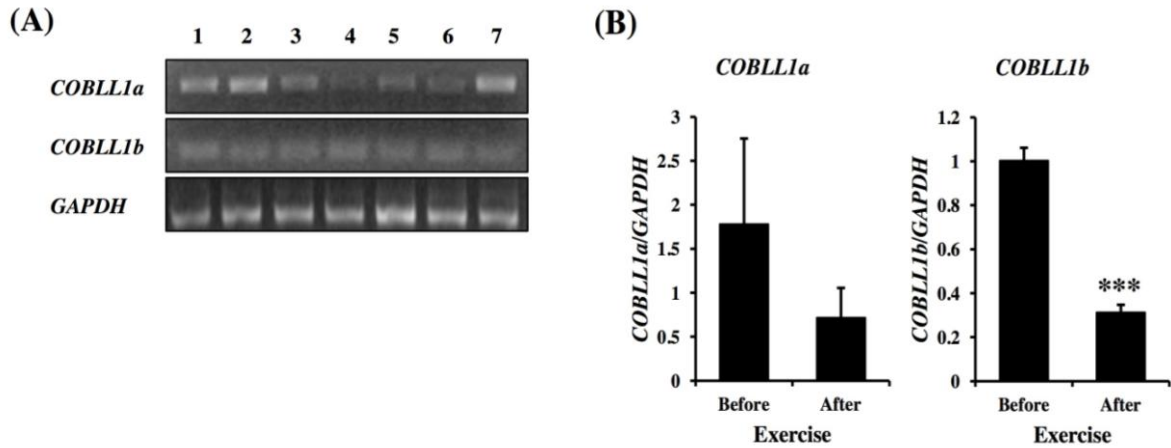 (A)
1 2 3 4 5 6 7
COBLL1a
COBLL1b
GAPDH
(B)
COBLL1a
COBLL1a/GAPDH
3
2.5
2
1.5
1
0.5
0
Before After
Exercise
COBLL1b
COBLL1b/GAPDH
1.2
1
0.8
0.6
0.4
0.2
0
***
Before After
Exercise